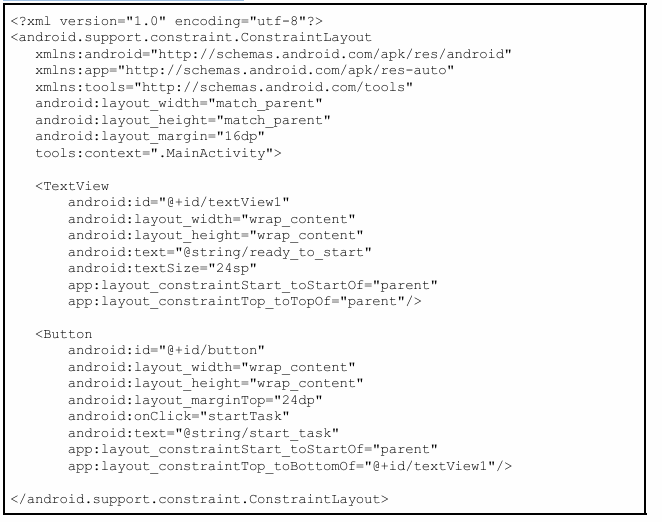 <?xml version="1.0" encoding="utf-8"?>
<android.support.constraint.ConstraintLayout
xmlns:android="http://schemas.android.com/apk/res/android"
xmlns:app="http://schemas.android.com/apk/res-auto"
xmlns:tools="http://schemas.android.com/tools"
android:layout_width="match_parent"
android:layout_height="match_parent"
android:layout_margin="16dp"
tools:context=".MainActivity">
<TextView
android:id="@+id/textView1"
android:layout_width="wrap_content"
android:layout_height="wrap_content"
android:text="@string/ready_to_start"
android:textSize="24sp"
app:layout_constraintStart_toStartOf="parent"
app:layout_constraintTop_toTopOf="parent"/>
<Button
android:id="@+id/button"
android:layout_width="wrap_content"
android:layout_height="wrap_content"
android:layout_marginTop="24dp"
android:onClick="startTask"
android:text="@string/start_task"
app:layout_constraintStart_toStartOf="parent"
app:layout_constraintTop_toBottomOf="@+id/textView1"/>
</android.support.constraint.ConstraintLayout>